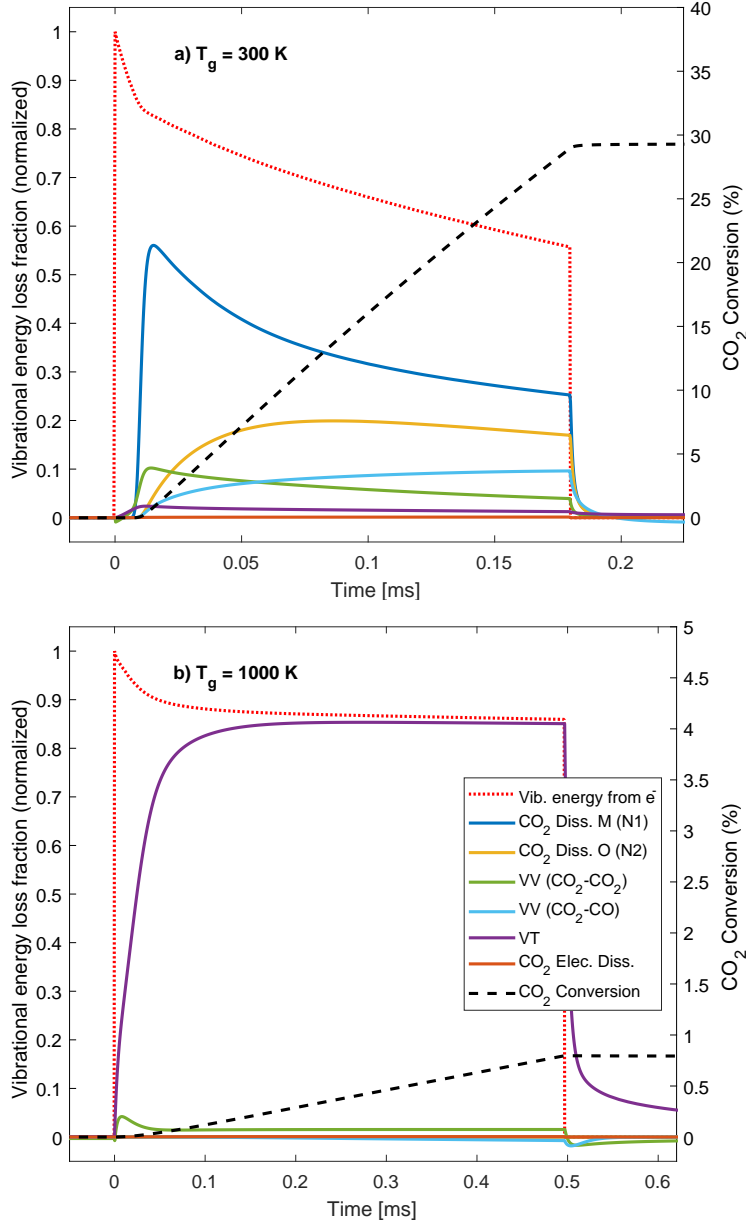 a) T_g = 300 K
Vibrational energy loss fraction (normalized)
1
0.9
0.8
0.7
0.6
0.5
0.4
0.3
0.2
0.1
0
40
35
30
25
20
15
10
5
0
CO2 Conversion (%)
0 0.05 0.1 0.15 0.2
Time [ms]
b) Tg = 1000 K
Vibrational energy loss fraction (normalized)
1
0.9
0.8
0.7
0.6
0.5
0.4
0.3
0.2
0.1
0
5
4.5
4
3.5
3
2.5
2
1.5
1
0.5
0
CO2 Conversion (%)
Vib. energy from e-
CO2 Diss. M (N1)
CO2 Diss. O (N2)
VV (CO2-CO2)
VV (CO2-CO)
VT
CO2 Elec. Diss.
CO2 Conversion
0 0.1 0.2 0.3 0.4 0.5 0.6
Time [ms]